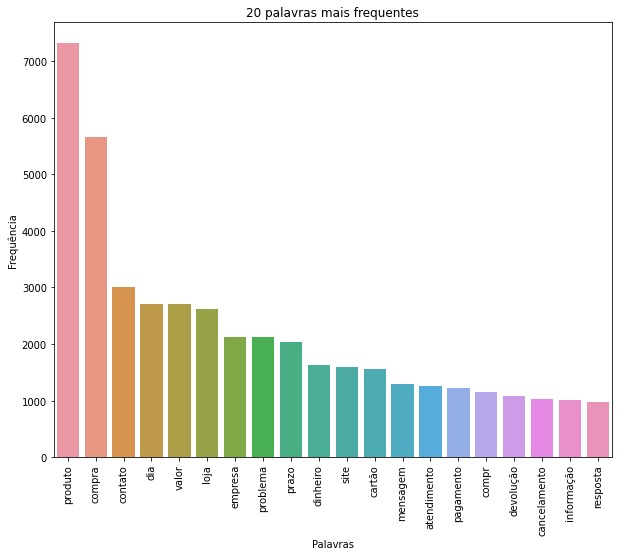 20 palavras mais frequentes
Frequência
7000
6000
5000
4000
3000
2000
1000
0
produto
compra
contato
dia
valor
loja
empresa
problema
prazo
dinheiro
site
cartão
mensagem
atendimento
pagamento
compr
devolução
cancelamento
informação
resposta
Palavras